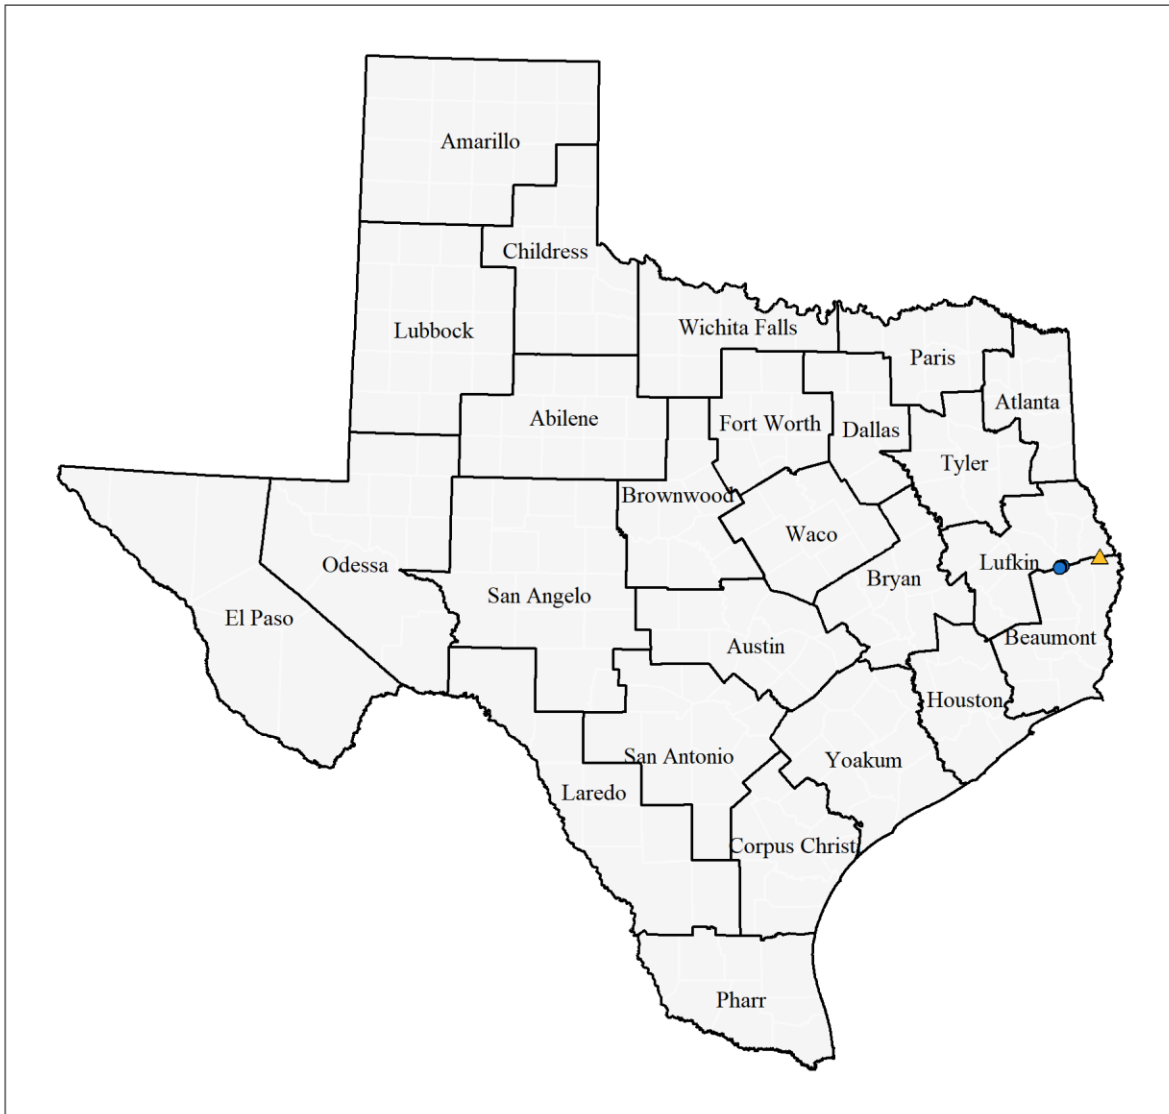 Amarillo
Childress
Lubbock
Wichita Falls
Paris
Atlanta
Abilene
Fort Worth
Dallas
Tyler
Brownwood
Waco
Odessa
Lufkin
Bryan
San Angelo
El Paso
Beaumont
Austin
Houston
San Antonio
Yoakum
Laredo
Corpus Christ
Pharr